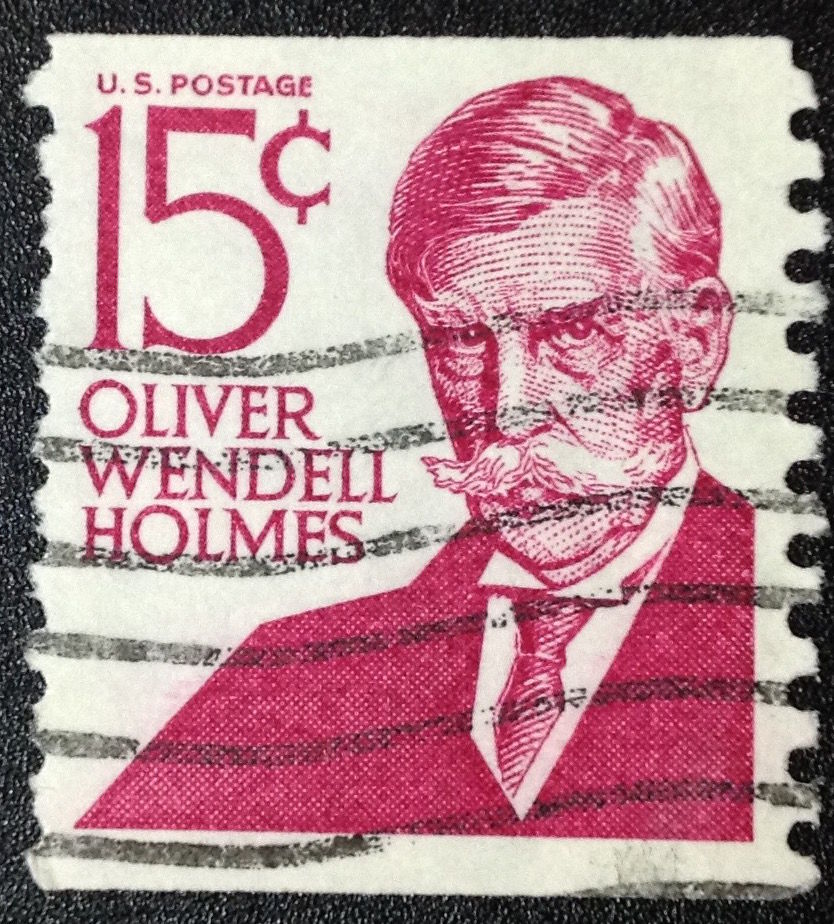 U.S. POSTAGE
15¢
OLIVER
WENDELL
HOLMES